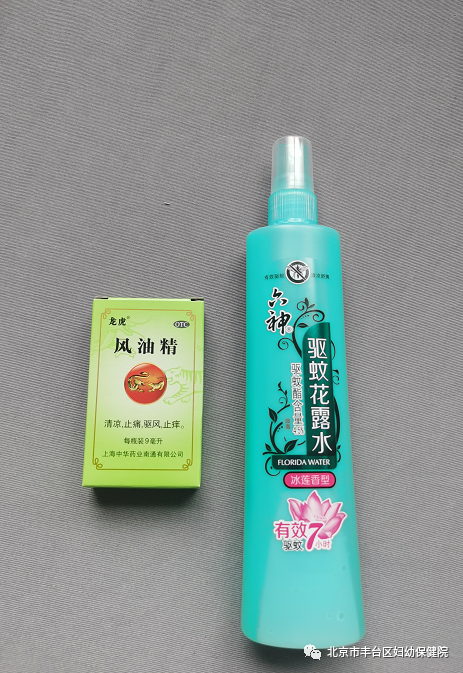 龙虎®
OTC
风油精
清凉,止痛,驱风,止痒。
每瓶装9毫升
上海中华药业南通有限公司
六神
驱蚊花露水
驱蚊酯含量4.5%
FLORIDA WATER
冰莲香型
有效7小时
驱蚊
北京市丰台区妇幼保健院